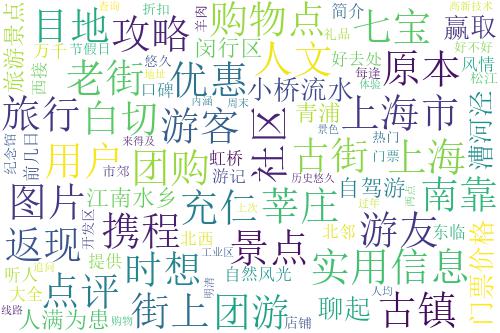 查询
折扣
简介
高新技术
目地
攻略
购物点
七宝
赢取
旅游景点
万千
节假日
羊肉
礼品
好不好
西接
悠久
闵行区
人文
好去处
风情
老街
地址
优惠
口碑
小桥流水
每逢
原本
松江
旅行
白切
内涵
周末
青浦
体验
上海市
漕河泾
纪念馆
前几日
用户
来得及
市郊
游客
团购
虹桥
社区
景色
古街
热门
门票
上海
图片
江南水乡
游记
历史悠久
自驾游
南靠
充仁
莘庄
上次
过年
两点
返现
开发区
携程
北西
景点
北邻
游友
东临
门票价格
听人
追问
提供
时想
工业区
自然风光
实用信息
大全
点评
明清
人均
线路
人满为患
购物
街上
团游
店铺
聊起
古镇